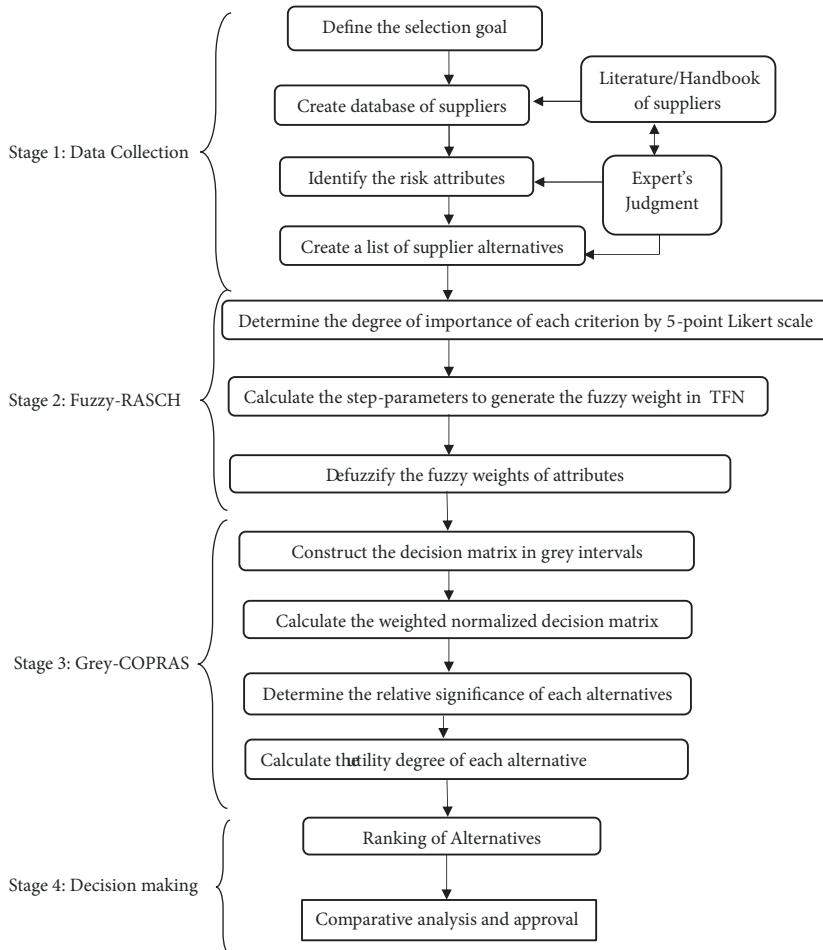 Define the selection goal
Literature/Handbook
of suppliers
Create database of suppliers
Stage 1: Data Collection
Identify the risk attributes
Expert's
Judgment
Create a list of supplier alternatives
Determine the degree of importance of each criterion by 5-point Likert scale
Stage 2: Fuzzy-RASCH
Calculate the step-parameters to generate the fuzzy weight in TFN
Defuzzify the fuzzy weights of attributes
Construct the decision matrix in grey intervals
Calculate the weighted normalized decision matrix
Stage 3: Grey-COPRAS
Determine the relative significance of each alternatives
Calculate the utility degree of each alternative
Ranking of Alternatives
Stage 4: Decision making
Comparative analysis and approval